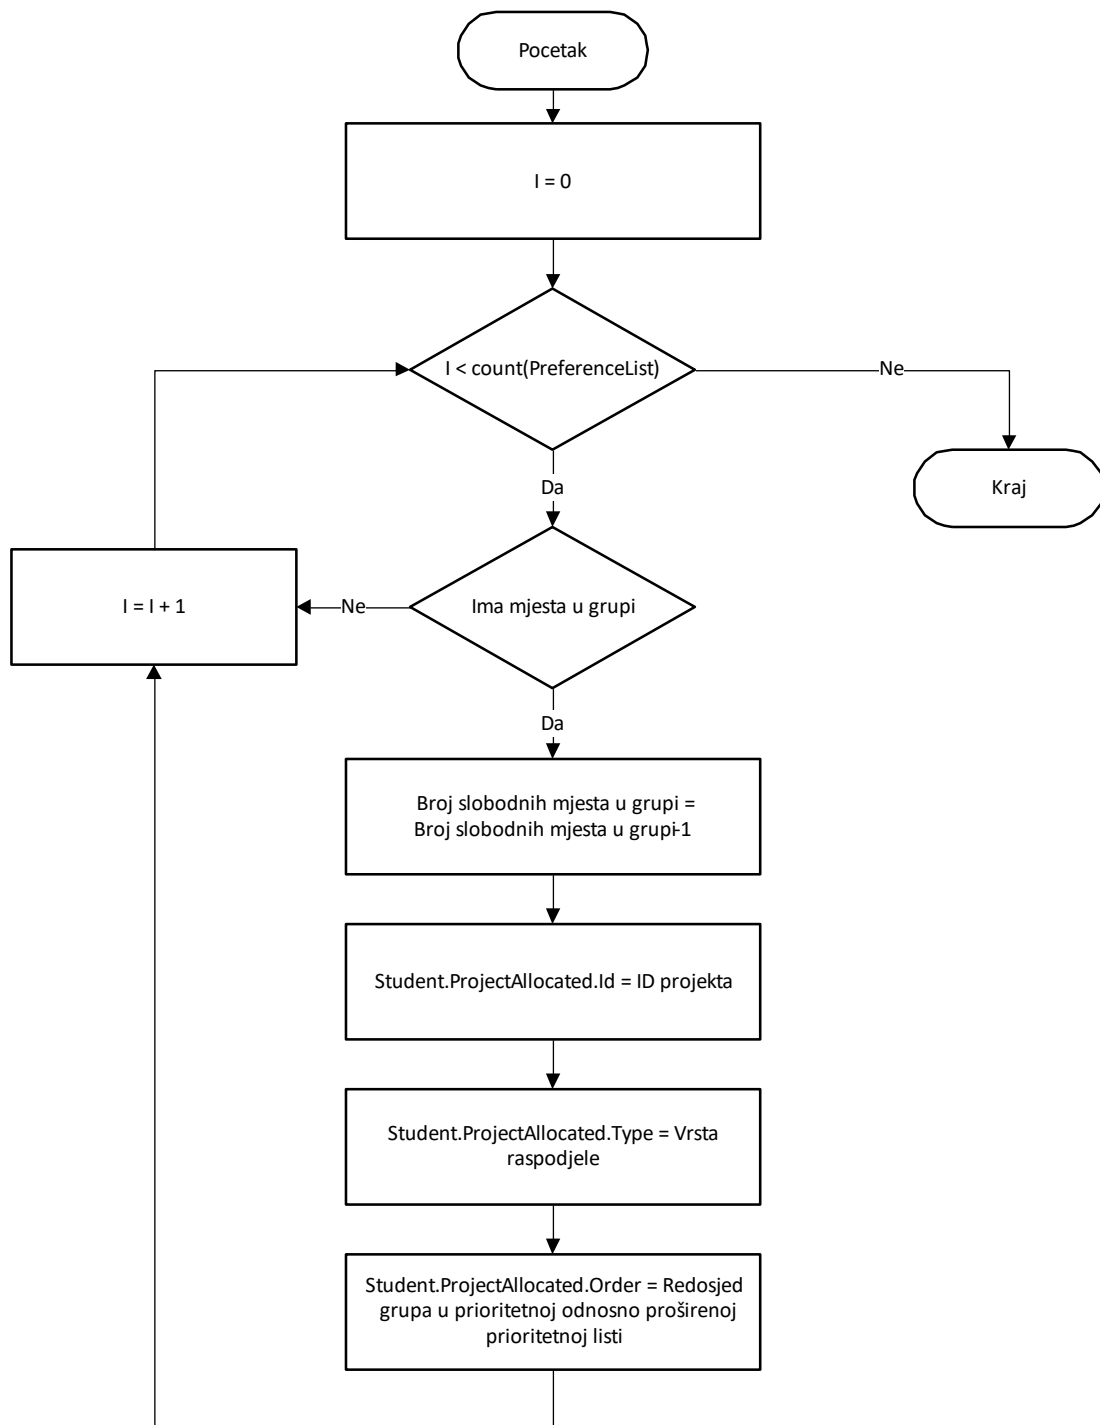 Pocetak
I = 0
I < count(PreferenceList)
Ne
Da
Kraj
I = I + 1
Ne
Ima mjesta u grupi
Da
Broj slobodnih mjesta u grupi =
Broj slobodnih mjesta u grupi-1
Student.ProjectAllocated.Id = ID projekta
Student.ProjectAllocated.Type = Vrsta
raspodjele
Student.ProjectAllocated.Order = Redosjed
grupa u prioritetnoj odnosno proširenoj
prioritetnoj listi